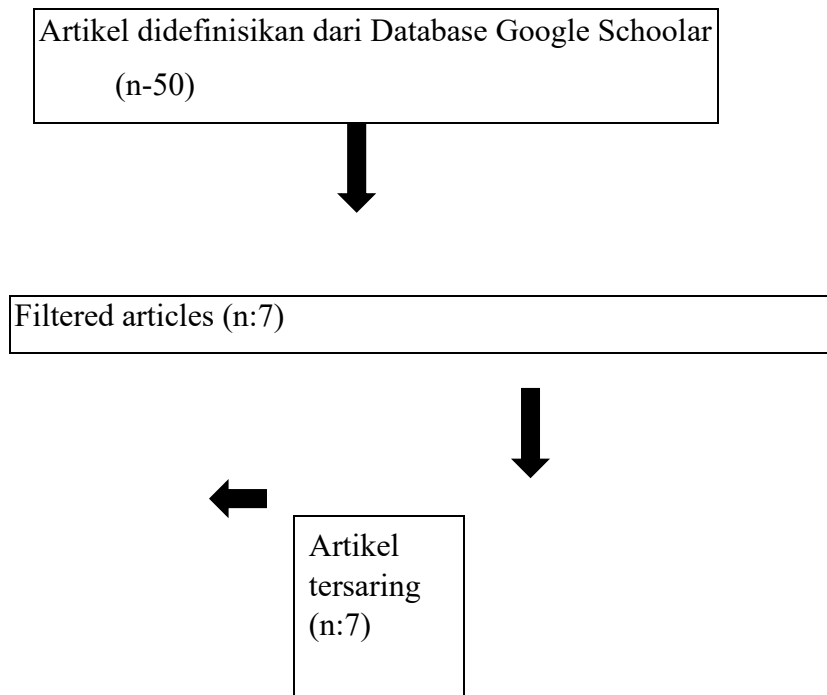 Artikel didefinisikan dari Database Google Schoolar
(n-50)
Filtered articles (n:7)
Artikel
tersaring
(n:7)